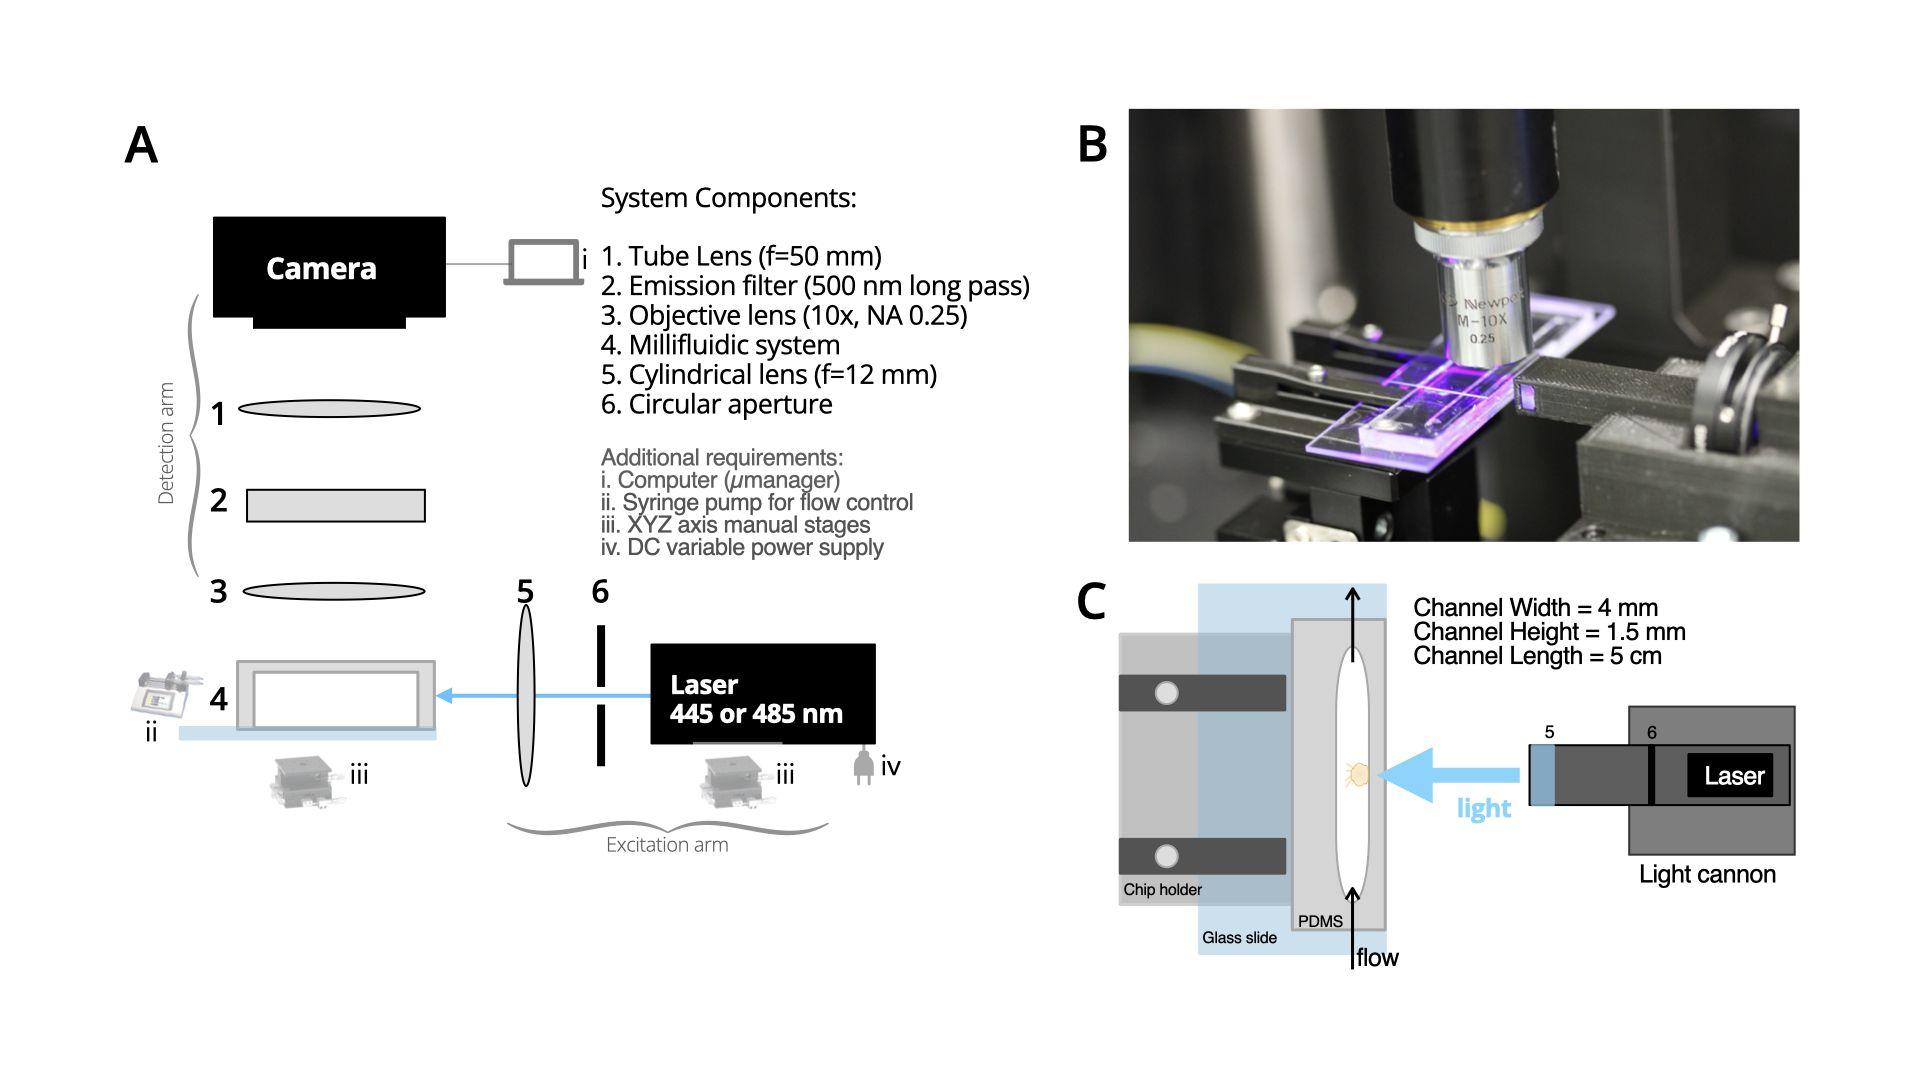 A
Camera
i
Detection arm
1
2
3
4
ii
iii
5
6
Laser
445 or 485 nm
iii
iv
Excitation arm
System Components:
1. Tube Lens (f=50 mm)
2. Emission filter (500 nm long pass)
3. Objective lens (10x, NA 0.25)
4. Millifluidic system
5. Cylindrical lens (f=12 mm)
6. Circular aperture
Additional requirements:
i. Computer (µmanager)
ii. Syringe pump for flow control
iii. XYZ axis manual stages
iv. DC variable power supply
B
Newport
M-10X
0.25
C
Channel Width = 4 mm
Channel Height = 1.5 mm
Channel Length = 5 cm
5
6
Laser
light
Light cannon
Chip holder
PDMS
Glass slide
flow